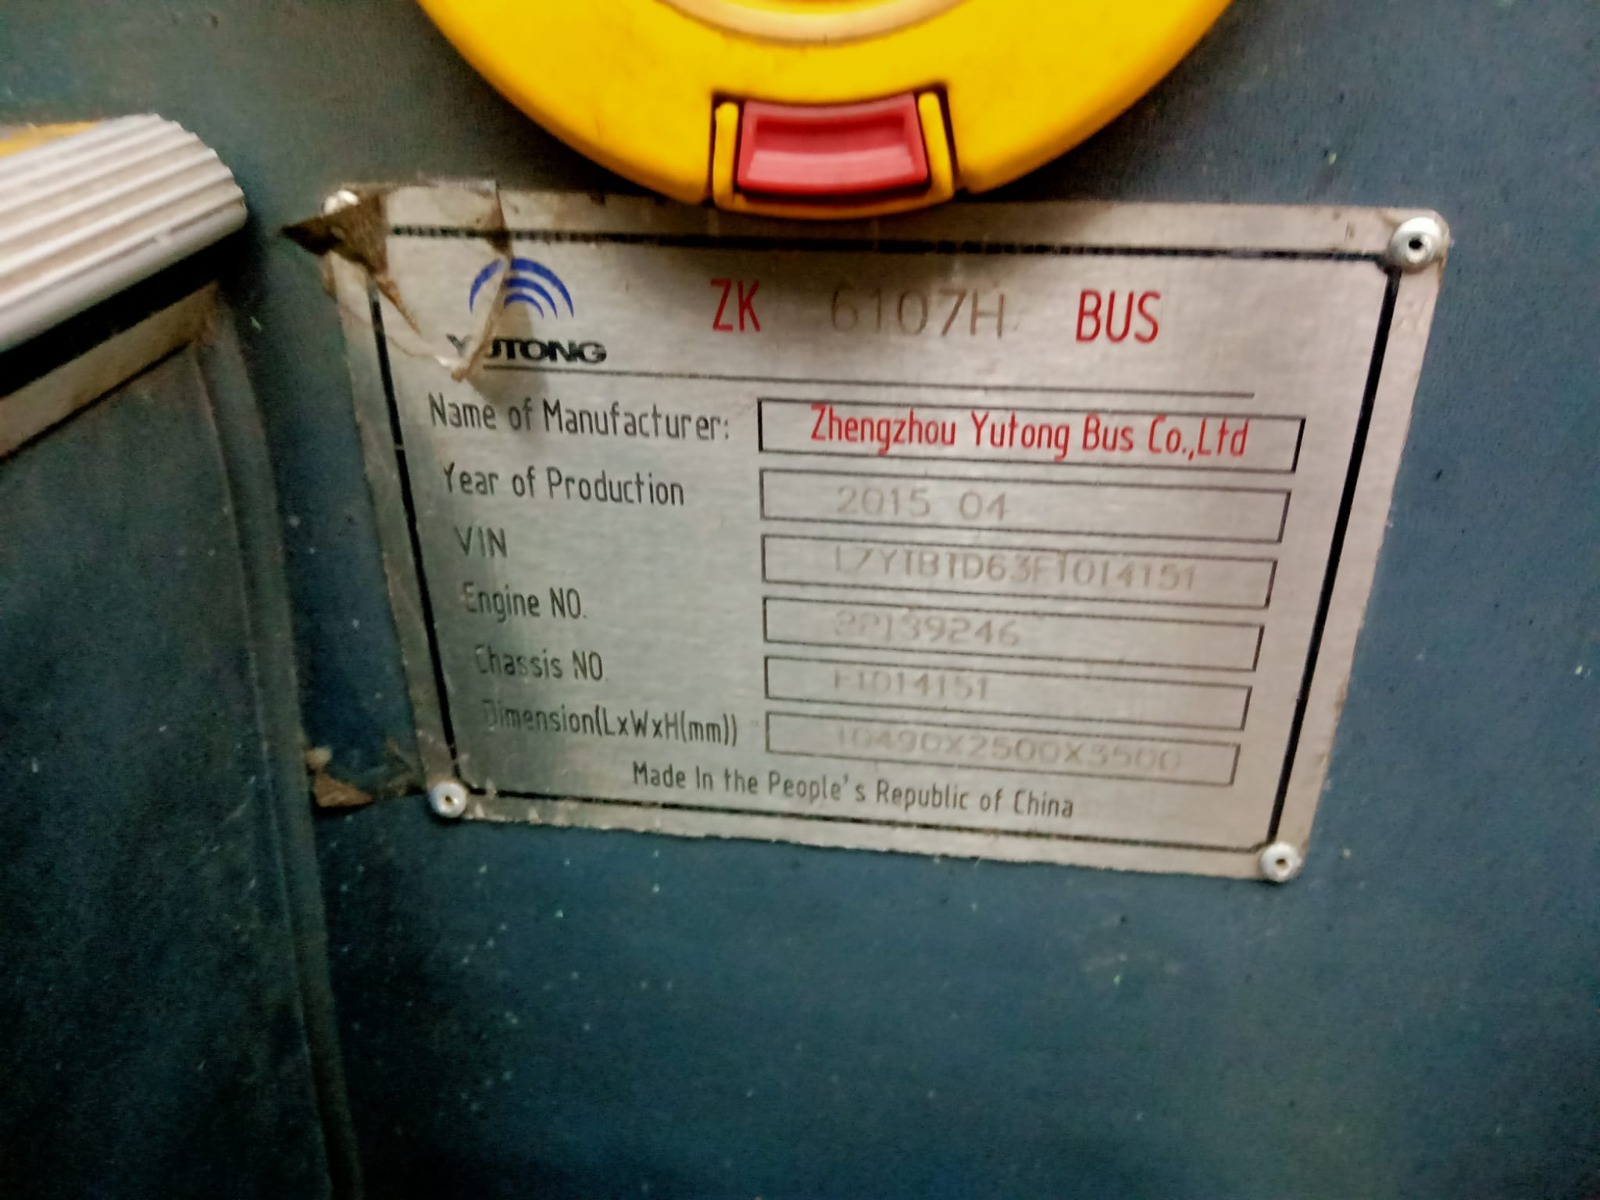 YUTONG
ZK 6107H BUS
Name of Manufacturer: Zhengzhou Yutong Bus Co.,Ltd
Year of Production 2015 04
VIN LZYTBTD63F1014151
Engine NO.
Chassis NO F1014151
Dimension(LxWxH(mm)) 10490X2500X3500
Made In the People's Republic of China